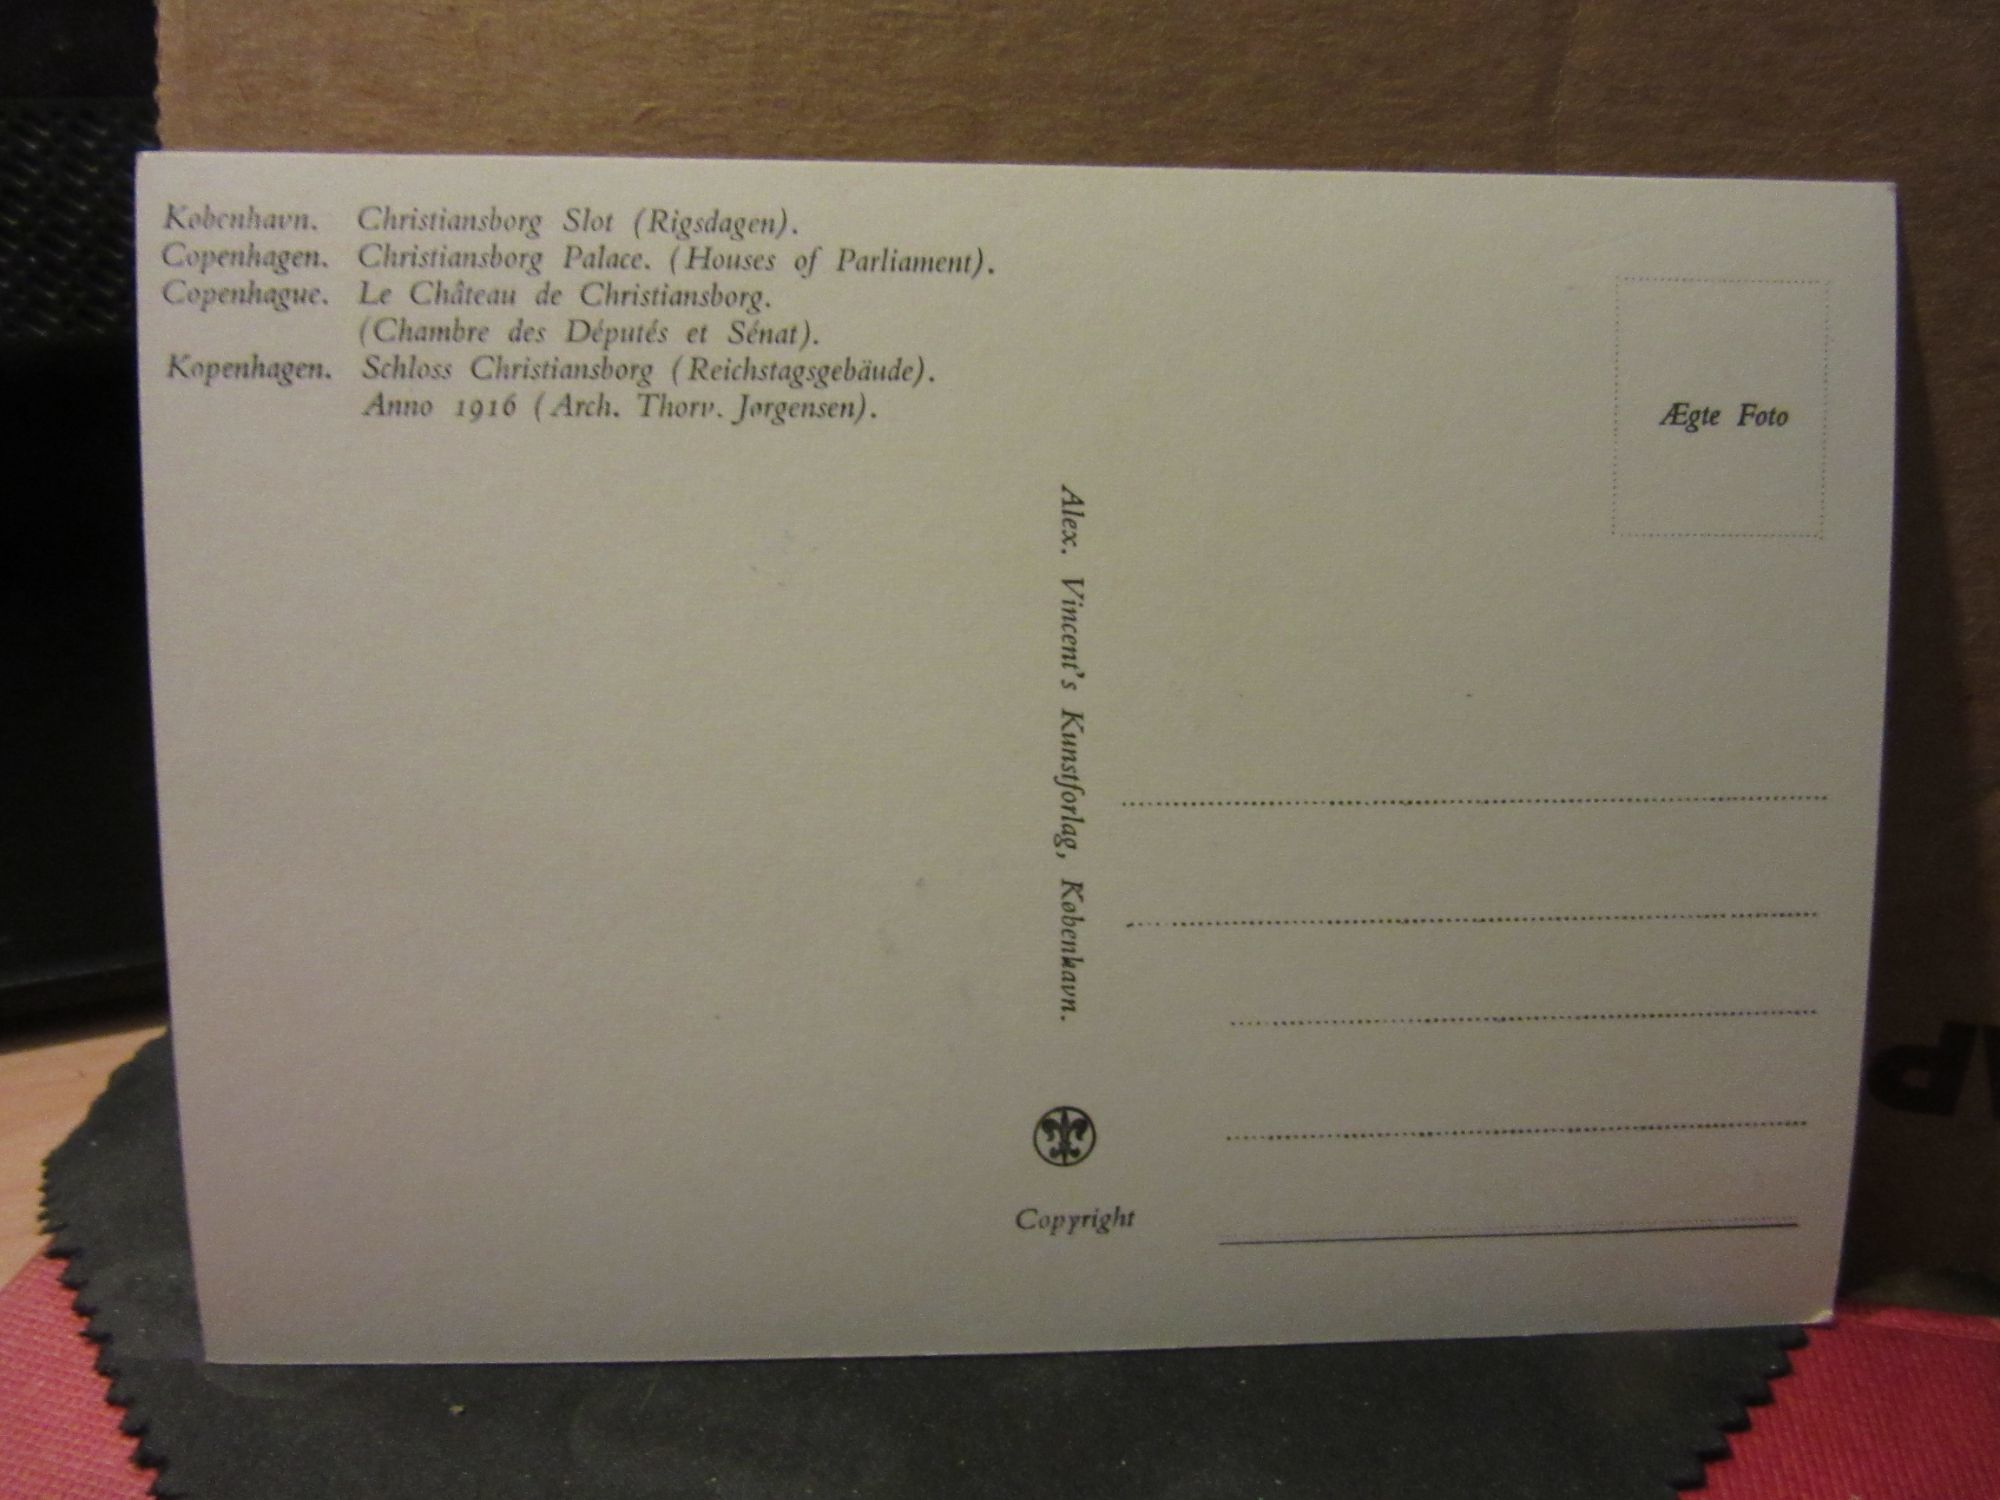 København. Christiansborg Slot (Rigsdagen).
Copenhagen. Christiansborg Palace. (Houses of Parliament).
Copenhague. Le Château de Christiansborg.
(Chambre des Députés et Sénat).
Kopenhagen. Schloss Christiansborg (Reichstagsgebäude).
Anno 1916 (Arch. Thorv. Jørgensen).
Ægte Foto
Alex. Vincent's Kunstforlag, København.
Copyright